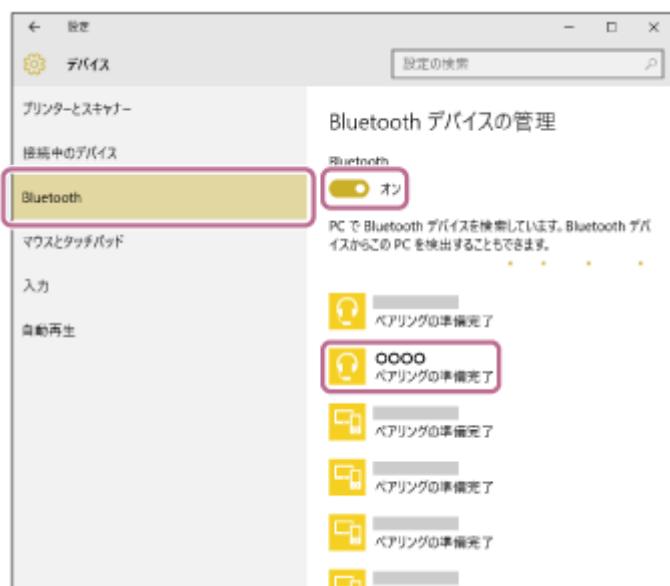 設定
デバイス
設定の検索
プリンターとスキャナー
接続中のデバイス
Bluetooth
マウスとタッチパッド
入力
自動再生
Bluetooth デバイスの管理
Bluetooth
オン
PC で Bluetooth デバイスを検索しています。Bluetooth デバ
イスからこの PC を検出することもできます。
ペアリングの準備完了
OOOO
ペアリングの準備完了
ペアリングの準備完了
ペアリングの準備完了
ペアリングの準備完了